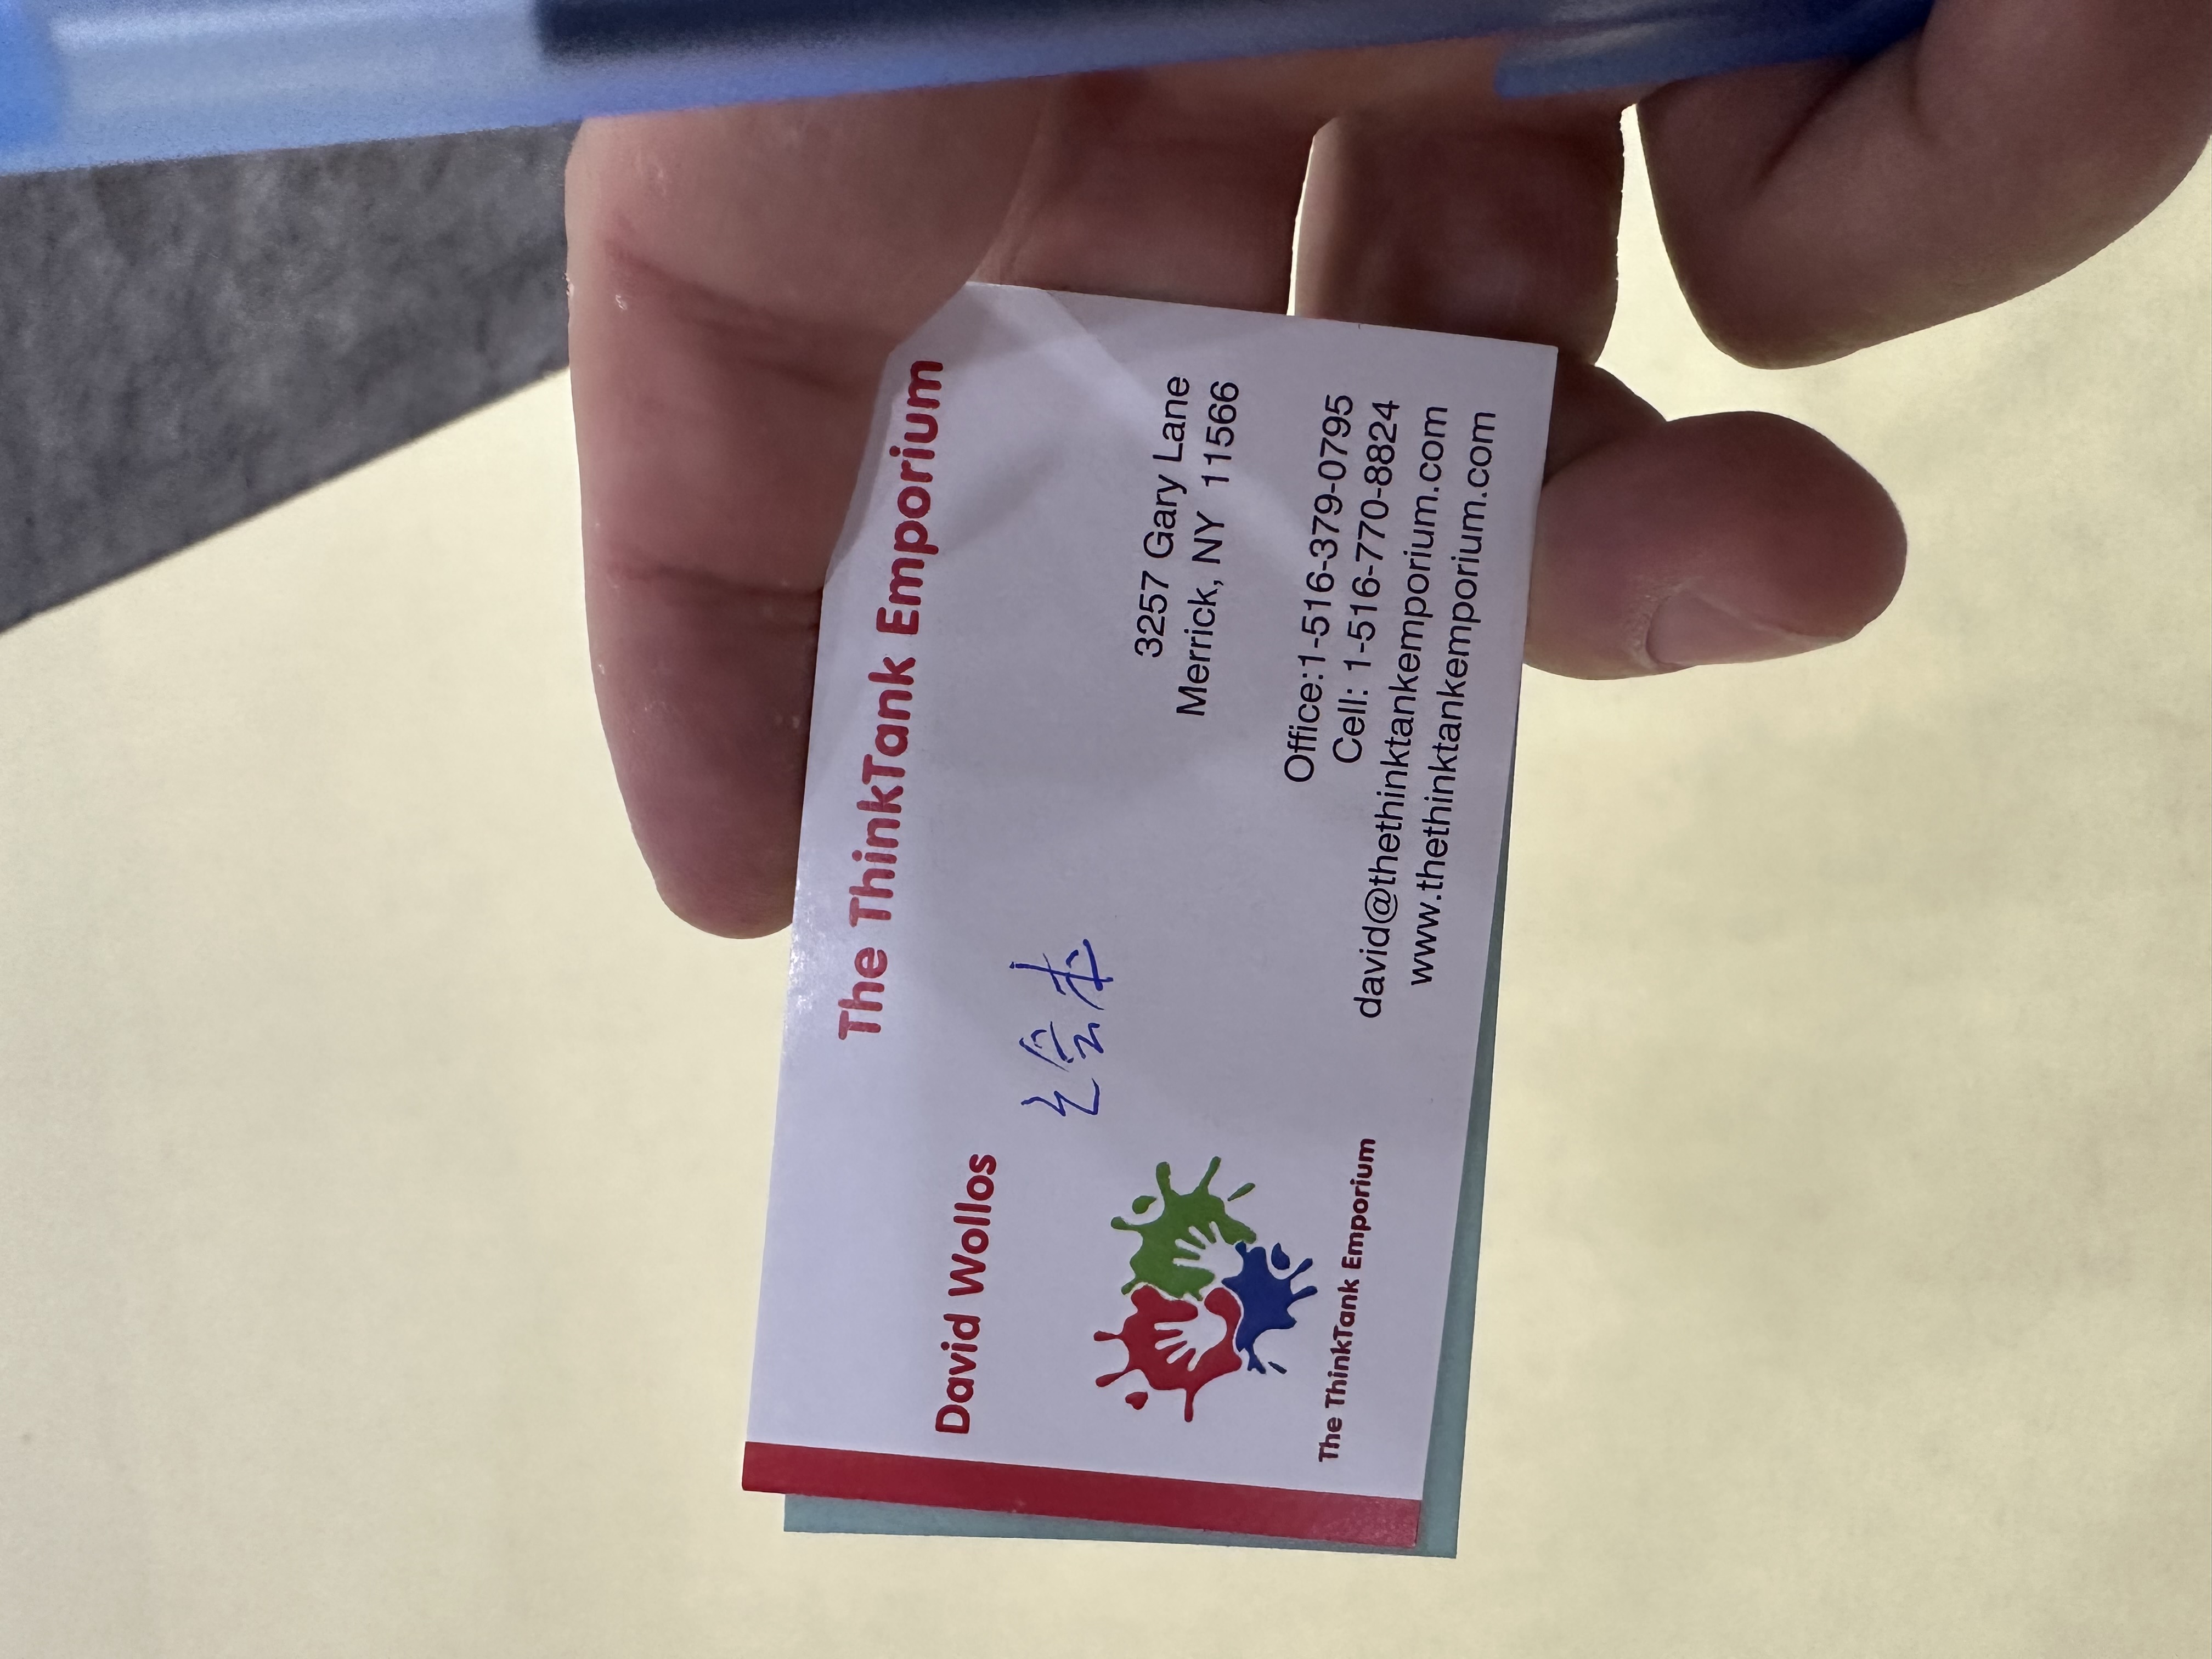 The ThinkTank Emporium
David Wollos
绘本
3257 Gary Lane
Merrick, NY 11566
The ThinkTank Emporium
Office:1-516-379-0795
Cell: 1-516-770-8824
david@thethinktankemporium.com
www.thethinktankemporium.com